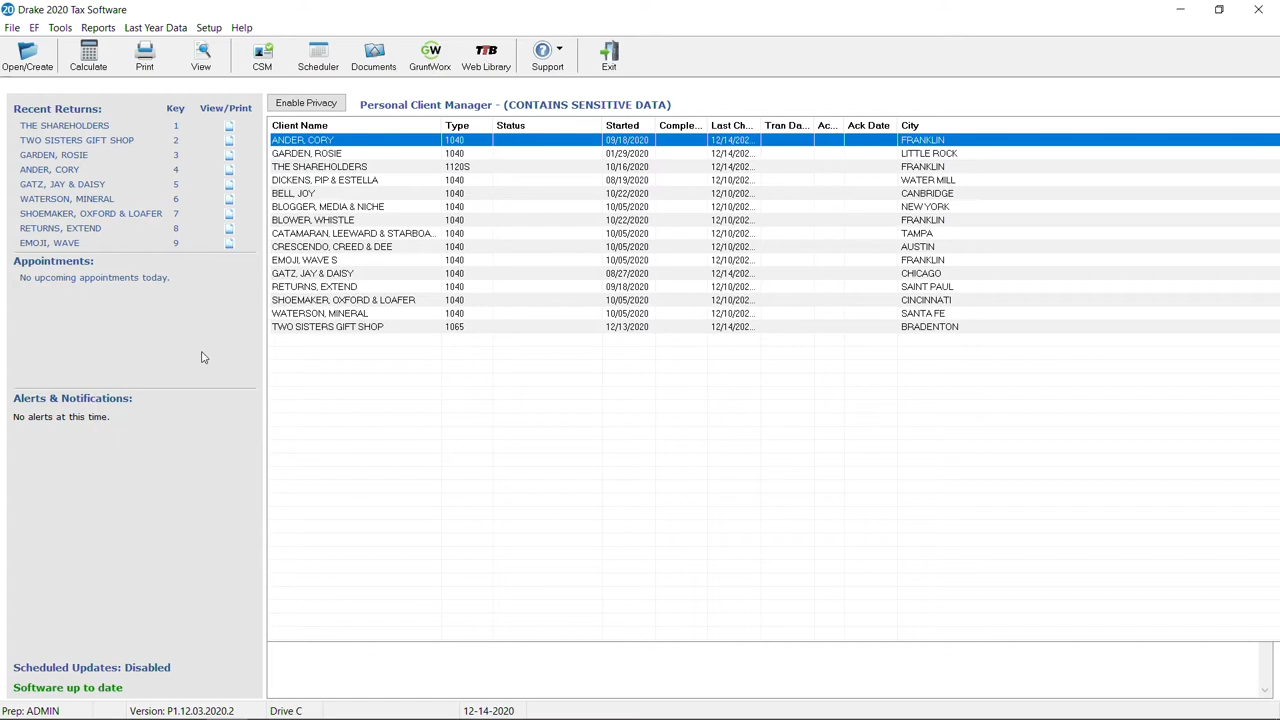 20 Drake 2020 Tax Software
File EF Tools Reports Last Year Data Setup Help
Open/Create Calculate Print View CSM Scheduler Documents GruntWorx Web Library Support Exit
GW TTB ?
Recent Returns: Key View/Print
THE SHAREHOLDERS 1
TWO SISTERS GIFT SHOP 2
GARDEN, ROSIE 3
ANDER, CORY 4
GATZ, JAY & DAISY 5
WATERSON, MINERAL 6
SHOEMAKER, OXFORD & LOAFER 7
RETURNS, EXTEND 8
EMOJI, WAVE 9
Appointments:
No upcoming appointments today.
Alerts & Notifications:
No alerts at this time.
Scheduled Updates: Disabled
Software up to date
Enable Privacy Personal Client Manager - (CONTAINS SENSITIVE DATA)
Client Name Type Status Started Comple... Last Ch... Tran Da... Ac... Ack Date City
ANDER, CORY 1040 09/18/2020 12/14/202... FRANKLIN
GARDEN, ROSIE 1040 01/29/2020 12/14/202... LITTLE ROCK
THE SHAREHOLDERS 1120S 10/16/2020 12/14/202... FRANKLIN
DICKENS, PIP & ESTELLA 1040 08/19/2020 12/10/202... WATER MILL
BELL, JOY 1040 10/22/2020 12/10/202... CANBRIDGE
BLOGGER, MEDIA & NICHE 1040 10/05/2020 12/10/202... NEW YORK
BLOWER, WHISTLE 1040 10/22/2020 12/10/202... FRANKLIN
CATAMARAN, LEEWARD & STARBOA... 1040 10/05/2020 12/10/202... TAMPA
CRESCENDO, CREED & DEE 1040 10/05/2020 12/10/202... AUSTIN
EMOJI, WAVE S 1040 10/05/2020 12/10/202... FRANKLIN
GATZ, JAY & DAISY 1040 08/27/2020 12/14/202... CHICAGO
RETURNS, EXTEND 1040 09/18/2020 12/10/202... SAINT PAUL
SHOEMAKER, OXFORD & LOAFER 1040 10/05/2020 12/10/202... CINCINNATI
WATERSON, MINERAL 1040 10/05/2020 12/10/202... SANTA FE
TWO SISTERS GIFT SHOP 1065 12/13/2020 12/14/202... BRADENTON
Prep: ADMIN Version: P1.12.03.2020.2 Drive C 12-14-2020